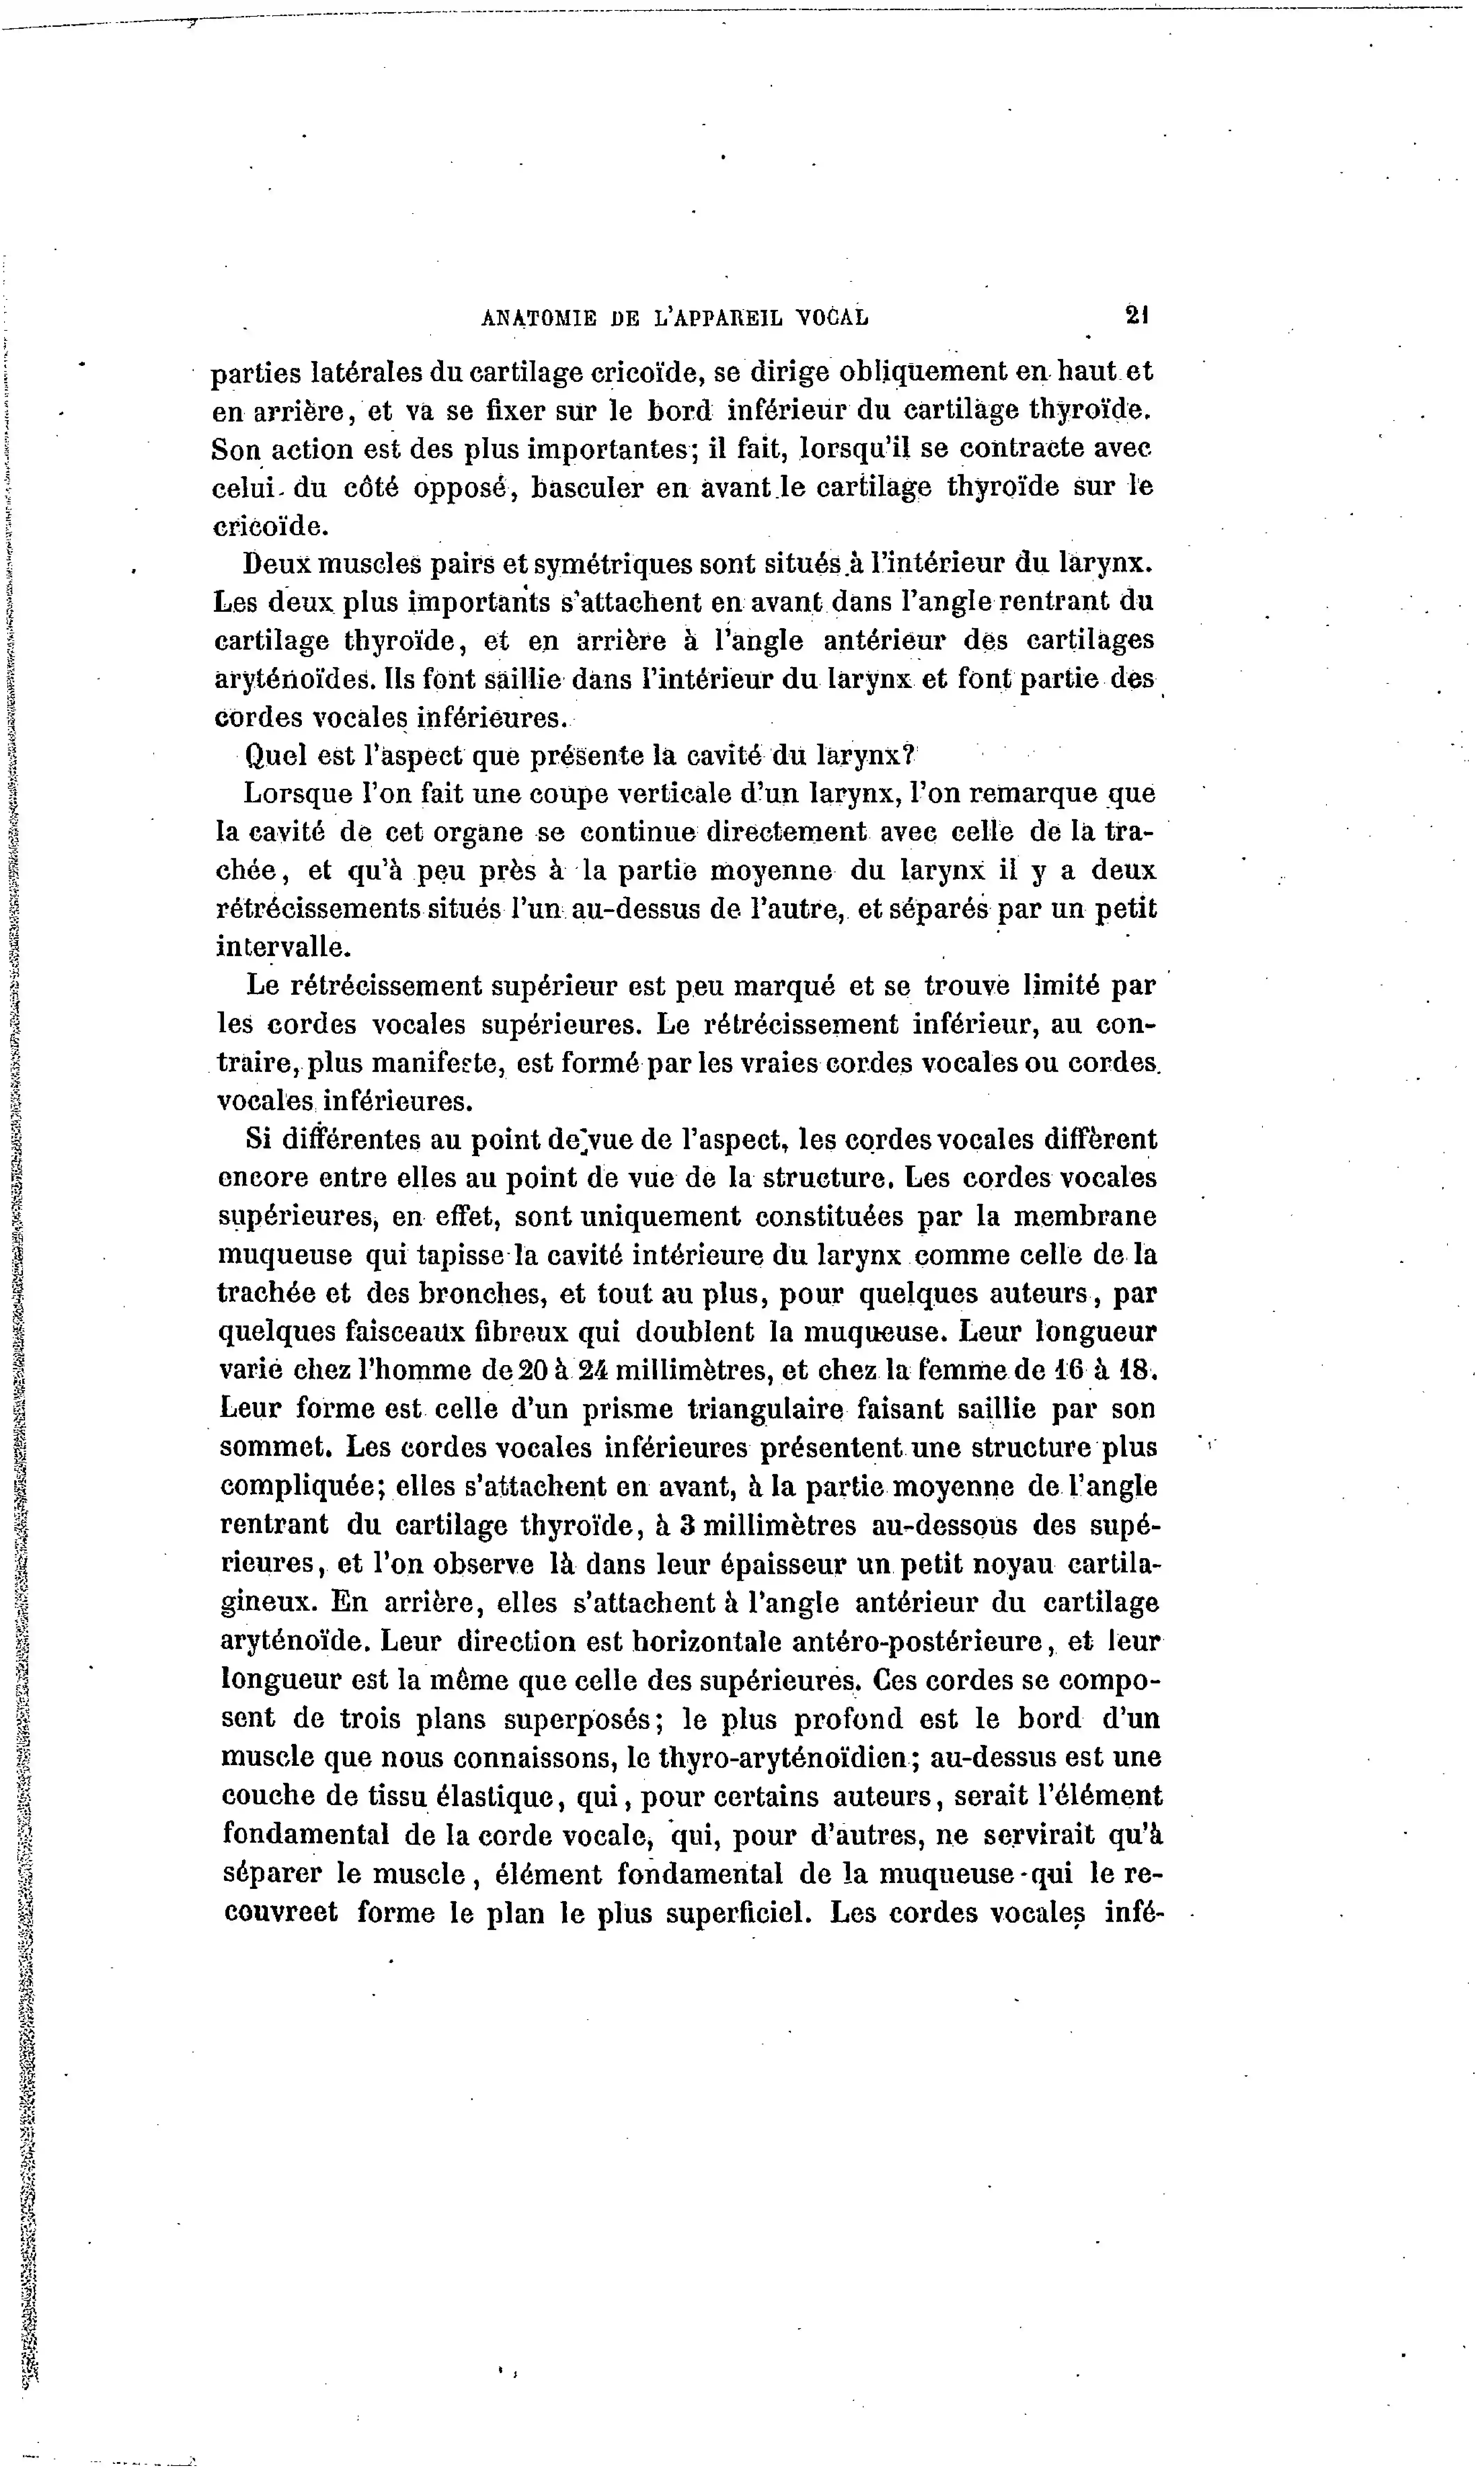 ANATOMIE DE L'APPAREIL VOCAL 21
parties latérales du cartilage cricoïde, se dirige obliquement en haut et
en arrière, et va se fixer sur le bord inférieur du cartilage thyroïde.
Son action est des plus importantes; il fait, lorsqu'il se contracte avec
celui du côté opposé, basculer en avant le cartilage thyroïde sur le
cricoïde.
Deux muscles pairs et symétriques sont situés à l'intérieur du larynx.
Les deux plus importants s'attachent en avant dans l'angle rentrant du
cartilage thyroïde, et en arrière à l'angle antérieur des cartilages
aryténoïdes. Ils font saillie dans l'intérieur du larynx et font partie des
cordes vocales inférieures.
Quel est l'aspect que présente la cavité du larynx?
Lorsque l'on fait une coupe verticale d'un larynx, l'on remarque que
la cavité de cet organe se continue directement avec celle de la tra-
chée, et qu'à peu près à la partie moyenne du larynx il y a deux
rétrécissements situés l'un au-dessus de l'autre, et séparés par un petit
intervalle.
Le rétrécissement supérieur est peu marqué et se trouve limité par
les cordes vocales supérieures. Le rétrécissement inférieur, au con-
traire, plus manifeste, est formé par les vraies cordes vocales ou cordes
vocales inférieures.
Si différentes au point de vue de l'aspect, les cordes vocales diffèrent
encore entre elles au point de vue de la structure. Les cordes vocales
supérieures, en effet, sont uniquement constituées par la membrane
muqueuse qui tapisse la cavité intérieure du larynx comme celle de la
trachée et des bronches, et tout au plus, pour quelques auteurs, par
quelques faisceaux fibreux qui doublent la muqueuse. Leur longueur
varie chez l'homme de 20 à 24 millimètres, et chez la femme de 16 à 18.
Leur forme est celle d'un prisme triangulaire faisant saillie par son
sommet. Les cordes vocales inférieures présentent une structure plus
compliquée; elles s'attachent en avant, à la partie moyenne de l'angle
rentrant du cartilage thyroïde, à 3 millimètres au-dessous des supé-
rieures, et l'on observe là dans leur épaisseur un petit noyau cartila-
gineux. En arrière, elles s'attachent à l'angle antérieur du cartilage
aryténoïde. Leur direction est horizontale antéro-postérieure, et leur
longueur est la même que celle des supérieures. Ces cordes se compo-
sent de trois plans superposés; le plus profond est le bord d'un
muscle que nous connaissons, le thyro-aryténoïdien; au-dessus est une
couche de tissu élastique, qui, pour certains auteurs, serait l'élément
fondamental de la corde vocale, qui, pour d'autres, ne servirait qu'à
séparer le muscle, élément fondamental de la muqueuse qui le re-
couvreet forme le plan le plus superficiel. Les cordes vocales infé-